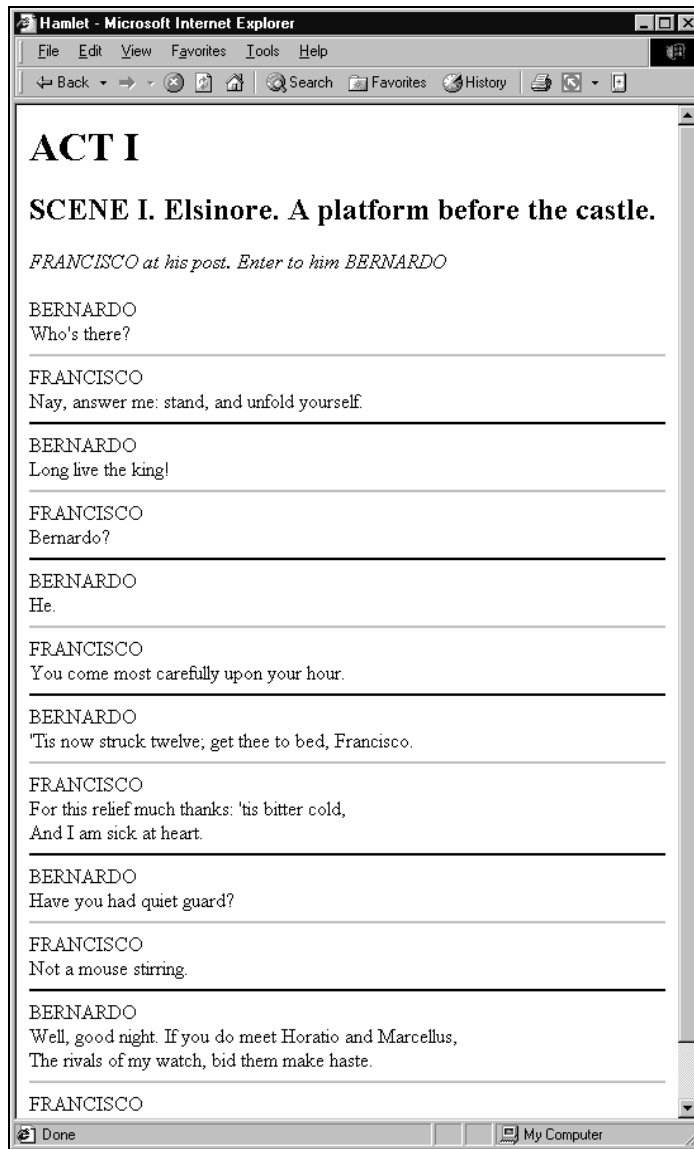 Hamlet - Microsoft Internet Explorer
File Edit View Favorites Tools Help
Back Search Favorites History
ACT I
SCENE I. Elsinore. A platform before the castle.
FRANCISCO at his post. Enter to him BERNARDO
BERNARDO
Who's there?
FRANCISCO
Nay, answer me: stand, and unfold yourself.
BERNARDO
Long live the king!
FRANCISCO
Bernardo?
BERNARDO
He.
FRANCISCO
You come most carefully upon your hour.
BERNARDO
'Tis now struck twelve; get thee to bed, Francisco.
FRANCISCO
For this relief much thanks: 'tis bitter cold,
And I am sick at heart.
BERNARDO
Have you had quiet guard?
FRANCISCO
Not a mouse stirring.
BERNARDO
Well, good night. If you do meet Horatio and Marcellus,
The rivals of my watch, bid them make haste.
FRANCISCO
Done My Computer